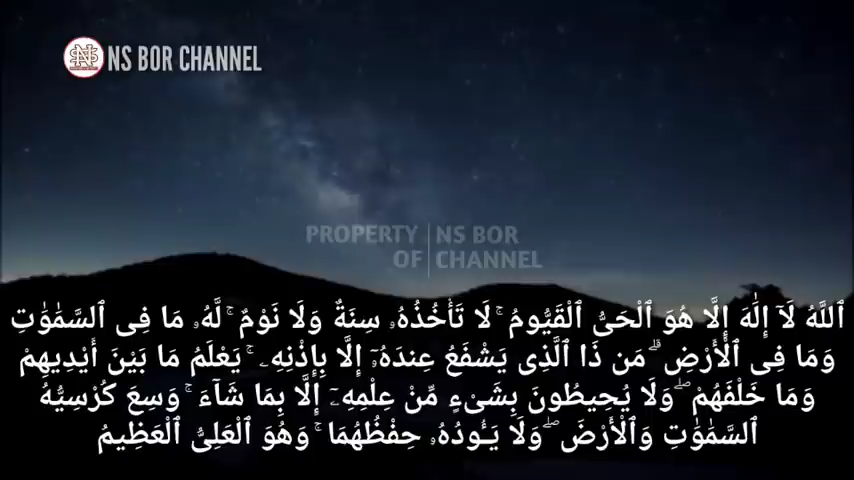 NS BOR CHANNEL
PROPERTY OF
NS BOR CHANNEL
ٱللَّهُ لَآ إِلَٰهَ إِلَّا هُوَ ٱلْحَىُّ ٱلْقَيُّومُ ۚ لَا تَأْخُذُهُۥ سِنَةٌ وَلَا نَوْمٌ ۚ لَّهُۥ مَا فِى ٱلسَّمَٰوَٰتِ
وَمَا فِى ٱلْأَرْضِ ۗ مَن ذَا ٱلَّذِى يَشْفَعُ عِندَهُۥٓ إِلَّا بِإِذْنِهِۦ ۚ يَعْلَمُ مَا بَيْنَ أَيْدِيهِمْ
وَمَا خَلْفَهُمْ ۖ وَلَا يُحِيطُونَ بِشَىْءٍ مِّنْ عِلْمِهِۦٓ إِلَّا بِمَا شَآءَ ۚ وَسِعَ كُرْسِيُّهُ
ٱلسَّمَٰوَٰتِ وَٱلْأَرْضَ ۖ وَلَا يَـُٔودُهُۥ حِفْظُهُمَا ۚ وَهُوَ ٱلْعَلِىُّ ٱلْعَظِيمُ